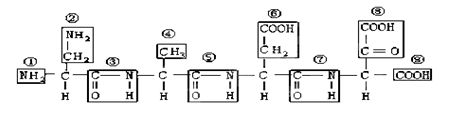 ② ⑥ ⑧
NH₂ COOH COOH
① CH₂ ③ ④ CH₃ ⑤ CH₂ ⑦ C=O ⑨
NH₂—C—C—N—C—C—N—C—C—N—C—COOH
H O H H O H H O H H